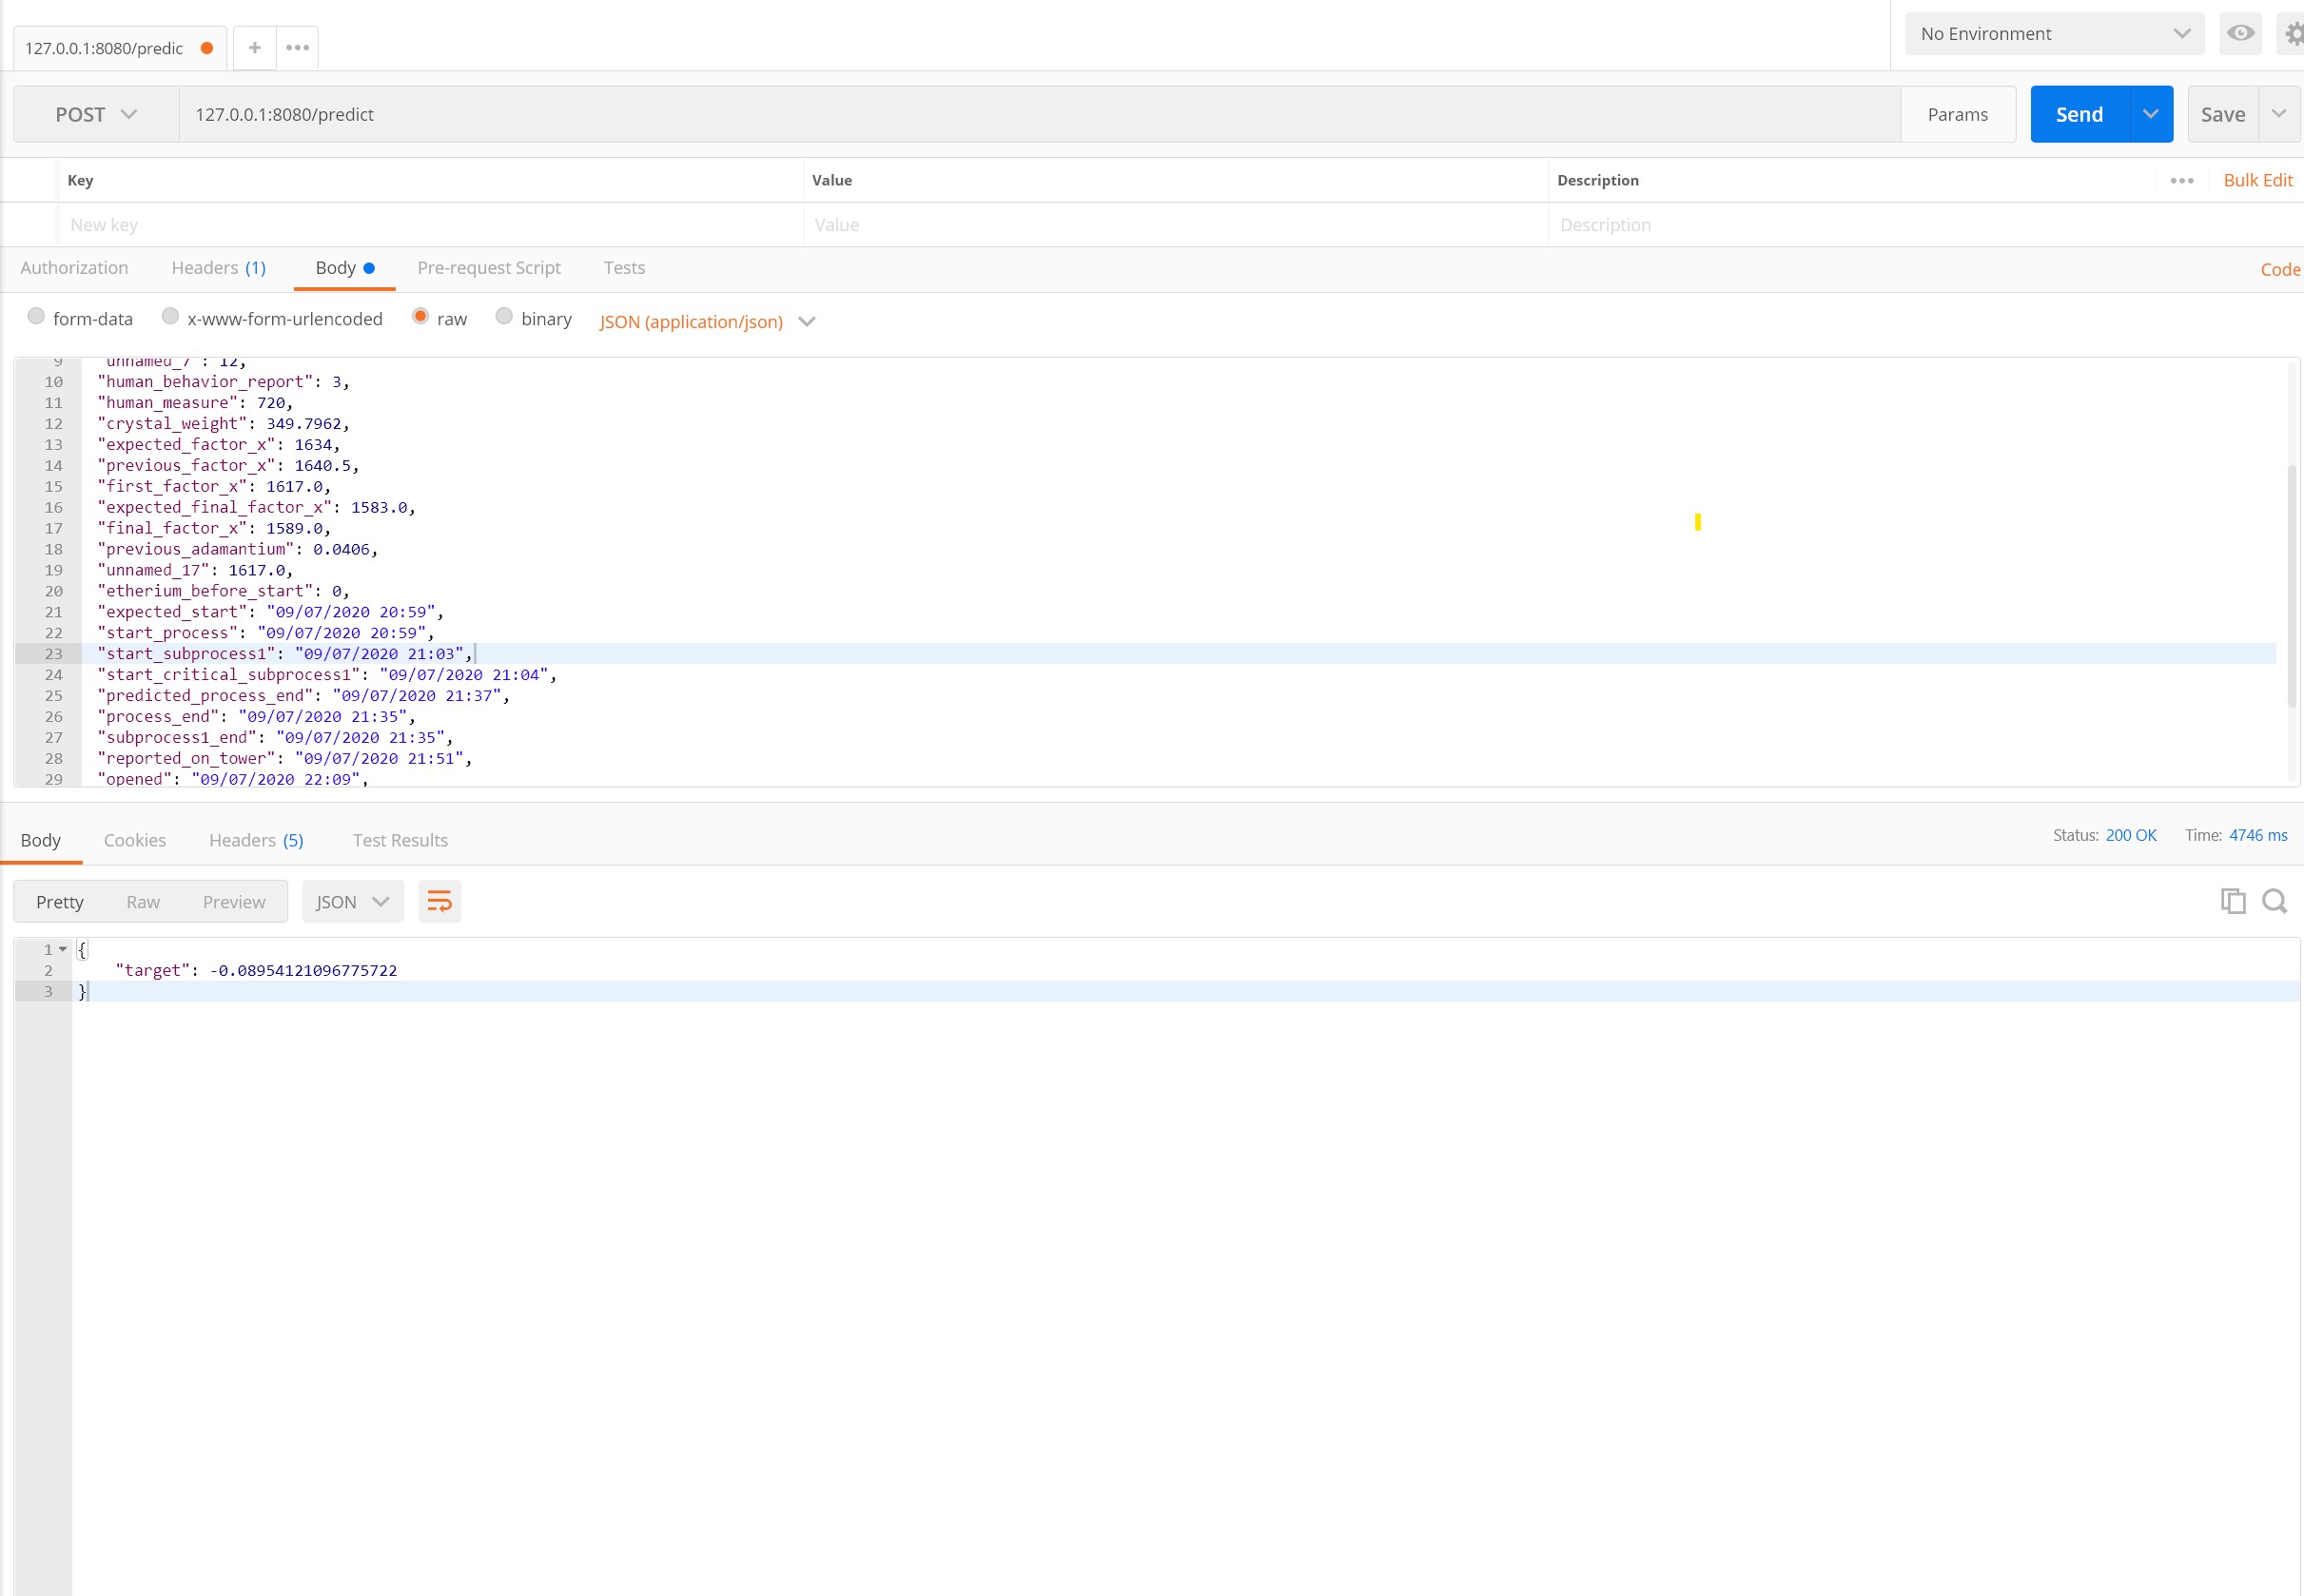 127.0.0.1:8080/predic
No Environment
POST 127.0.0.1:8080/predict Params Send Save
Key Value Description Bulk Edit
New key Value Description
Authorization Headers (1) Body Pre-request Script Tests Code
form-data x-www-form-urlencoded raw binary JSON (application/json)
9 "unnamed_7": 12,
10 "human_behavior_report": 3,
11 "human_measure": 720,
12 "crystal_weight": 349.7962,
13 "expected_factor_x": 1634,
14 "previous_factor_x": 1640.5,
15 "first_factor_x": 1617.0,
16 "expected_final_factor_x": 1583.0,
17 "final_factor_x": 1589.0,
18 "previous_adamantium": 0.0406,
19 "unnamed_17": 1617.0,
20 "etherium_before_start": 0,
21 "expected_start": "09/07/2020 20:59",
22 "start_process": "09/07/2020 20:59",
23 "start_subprocess1": "09/07/2020 21:03",
24 "start_critical_subprocess1": "09/07/2020 21:04",
25 "predicted_process_end": "09/07/2020 21:37",
26 "process_end": "09/07/2020 21:35",
27 "subprocess1_end": "09/07/2020 21:35",
28 "reported_on_tower": "09/07/2020 21:51",
29 "opened": "09/07/2020 22:09",
Body Cookies Headers (5) Test Results Status: 200 OK Time: 4746 ms
Pretty Raw Preview JSON
1 {
2 "target": -0.08954121096775722
3 }